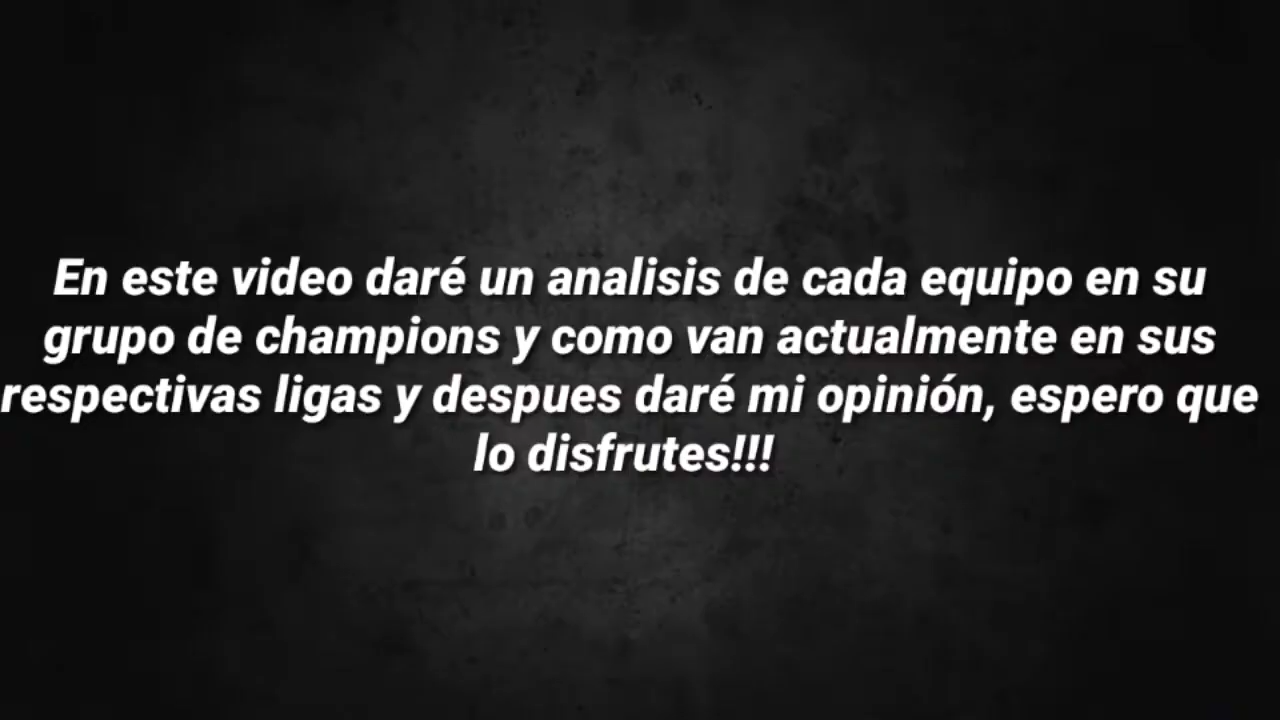 En este video daré un analisis de cada equipo en su
grupo de champions y como van actualmente en sus
respectivas ligas y despues daré mi opinión, espero que
lo disfrutes!!!